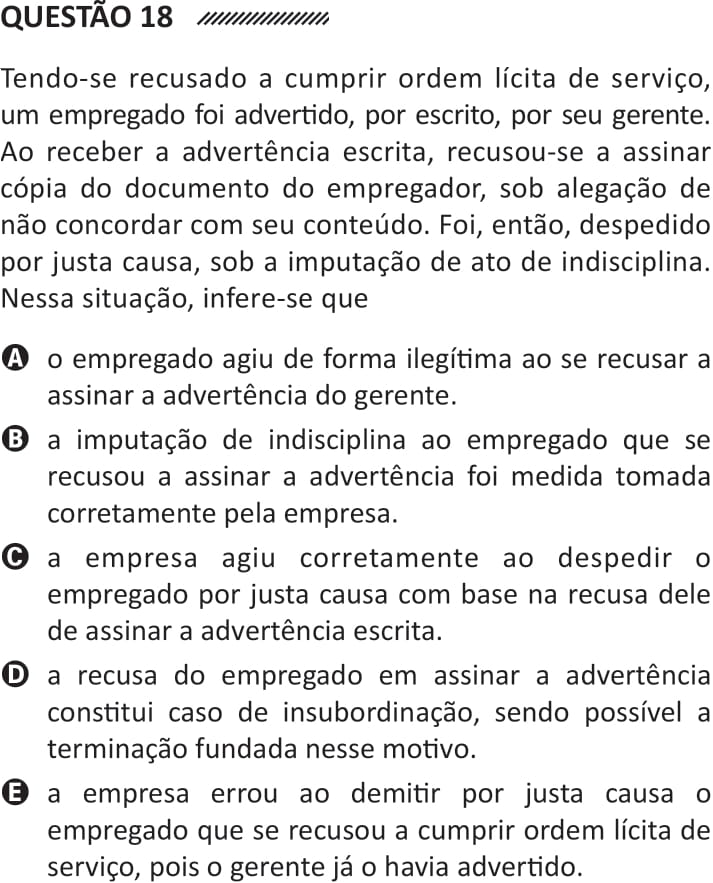 QUESTÃO 18
Tendo-se recusado a cumprir ordem lícita de serviço,
um empregado foi advertido, por escrito, por seu gerente.
Ao receber a advertência escrita, recusou-se a assinar
cópia do documento do empregador, sob alegação de
não concordar com seu conteúdo. Foi, então, despedido
por justa causa, sob a imputação de ato de indisciplina.
Nessa situação, infere-se que
A o empregado agiu de forma ilegítima ao se recusar a
assinar a advertência do gerente.
B a imputação de indisciplina ao empregado que se
recusou a assinar a advertência foi medida tomada
corretamente pela empresa.
C a empresa agiu corretamente ao despedir o
empregado por justa causa com base na recusa dele
de assinar a advertência escrita.
D a recusa do empregado em assinar a advertência
constitui caso de insubordinação, sendo possível a
terminação fundada nesse motivo.
E a empresa errou ao demitir por justa causa o
empregado que se recusou a cumprir ordem lícita de
serviço, pois o gerente já o havia advertido.